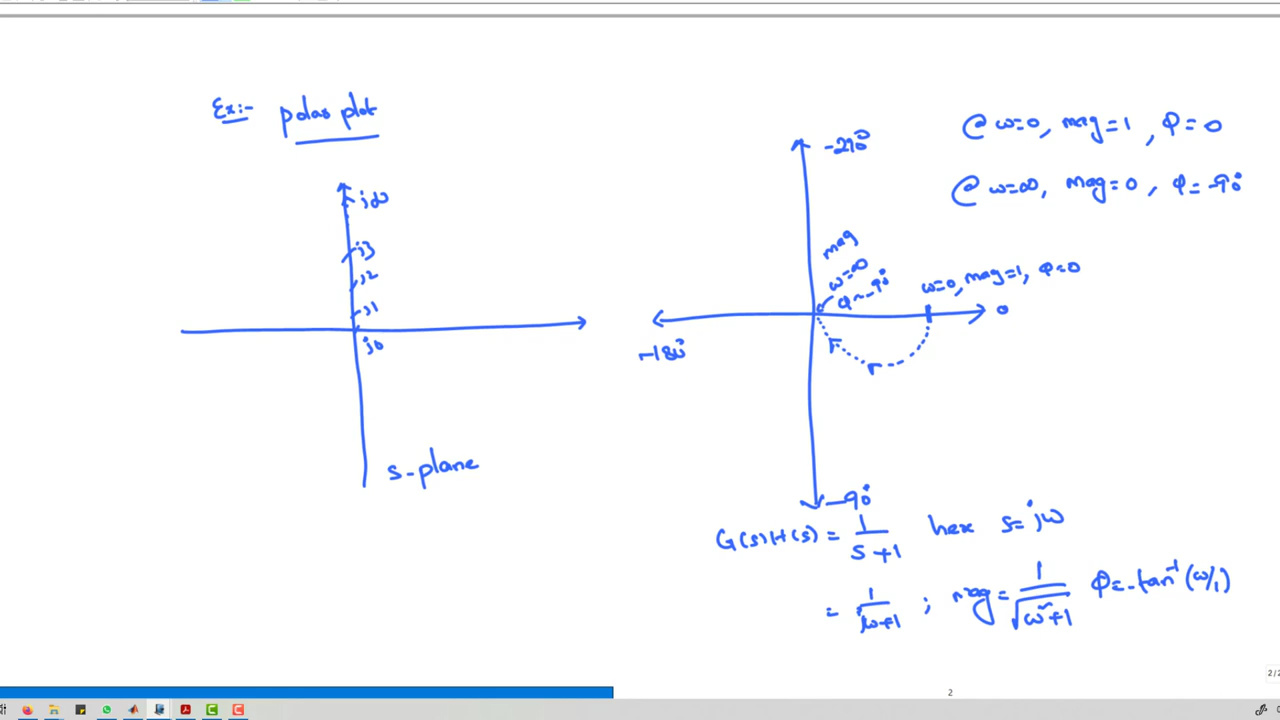 Ex:- polar plot
j∞
j3
j2
j1
j0
s-plane
-270°
mag
ω=∞
φ=-90°
ω=0, mag=1, φ=0
0
-180°
-90°
@ ω=0, mag=1, φ=0
@ ω=∞, mag=0, φ=-90°
G(s)H(s) = 1/(s+1) here s=jω
= 1/(jω+1) ; mag = 1/√(ω²+1) φ=-tan⁻¹(ω/1)
2/2
2